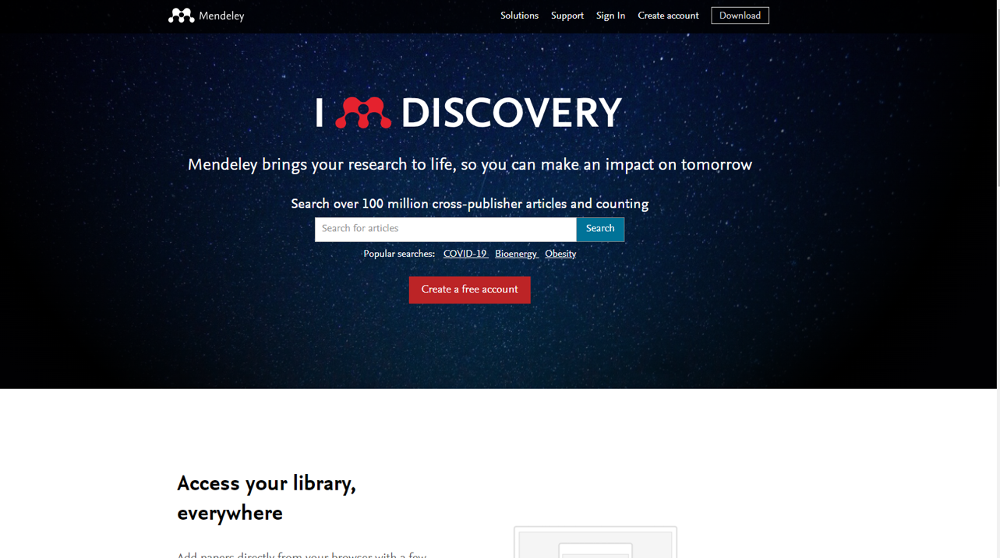 Mendeley
Solutions
Support
Sign In
Create account
Download
I DISCOVERY
Mendeley brings your research to life, so you can make an impact on tomorrow
Search over 100 million cross-publisher articles and counting
Search for articles
Search
Popular searches: COVID-19 Bioenergy Obesity
Create a free account
Access your library,
everywhere
Add papers directly from your browser with a few